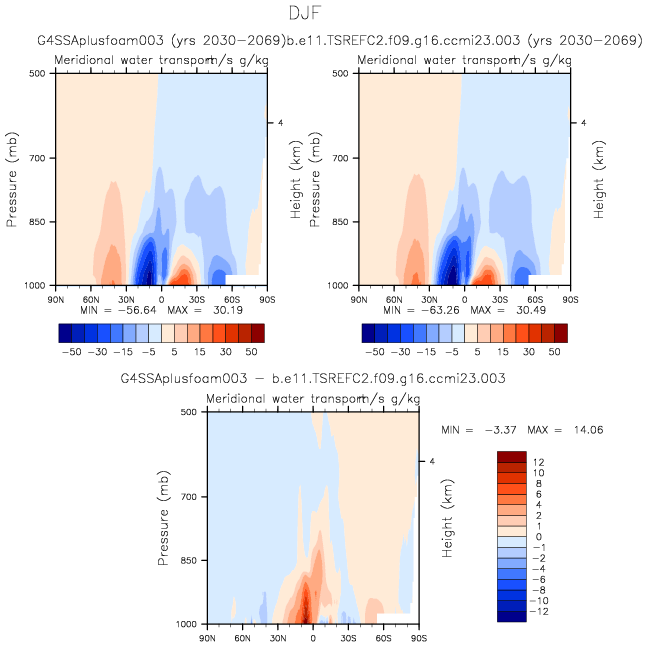 DJF
G4SSAplusfoam003 (yrs 2030-2069)b.e11.TSREFC2.f09.g16.ccmi23.003 (yrs 2030-2069)
Meridional water transport m/s g/kg Meridional water transport m/s g/kg
500 500
4 4
700 700
850 850
1000 1000
Pressure (mb) Height (km) Pressure (mb) Height (km)
90N 60N 30N 0 30S 60S 90S 90N 60N 30N 0 30S 60S 90S
MIN = -56.64 MAX = 30.19 MIN = -63.26 MAX = 30.49
-50 -30 -15 -5 5 15 30 50 -50 -30 -15 -5 5 15 30 50
G4SSAplusfoam003 - b.e11.TSREFC2.f09.g16.ccmi23.003
Meridional water transport m/s g/kg
500
4
700
850
1000
Pressure (mb) Height (km)
90N 60N 30N 0 30S 60S 90S
MIN = -3.37 MAX = 14.06
12
10
8
6
4
2
1
0
-1
-2
-4
-6
-8
-10
-12